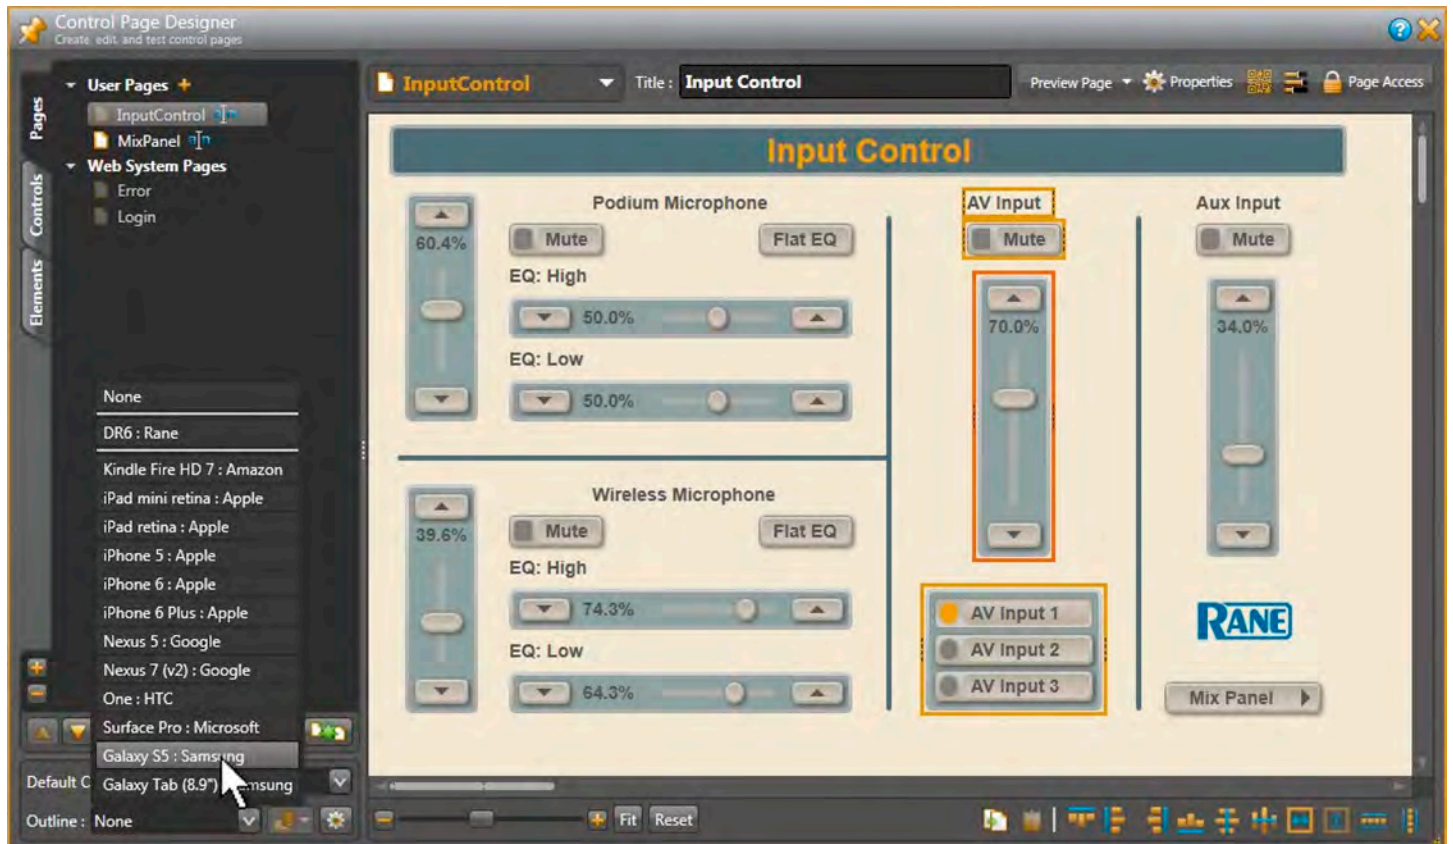 Control Page Designer
Create, edit, and test control pages
Pages
Controls
Elements
User Pages
InputControl
MixPanel
Web System Pages
Error
Login
None
DR6 : Rane
Kindle Fire HD 7 : Amazon
iPad mini retina : Apple
iPad retina : Apple
iPhone 5 : Apple
iPhone 6 : Apple
iPhone 6 Plus : Apple
Nexus 5 : Google
Nexus 7 (v2) : Google
One : HTC
Surface Pro : Microsoft
Galaxy S5 : Samsung
Default C
Galaxy Tab (8.9") msung
Outline : None
InputControl
Title : Input Control
Preview Page
Properties
Page Access
Input Control
Podium Microphone
60.4%
Mute
Flat EQ
EQ: High
50.0%
EQ: Low
50.0%
Wireless Microphone
39.6%
Mute
Flat EQ
EQ: High
74.3%
EQ: Low
64.3%
AV Input
Mute
70.0%
AV Input 1
AV Input 2
AV Input 3
Aux Input
Mute
34.0%
RANE
Mix Panel
Fit
Reset